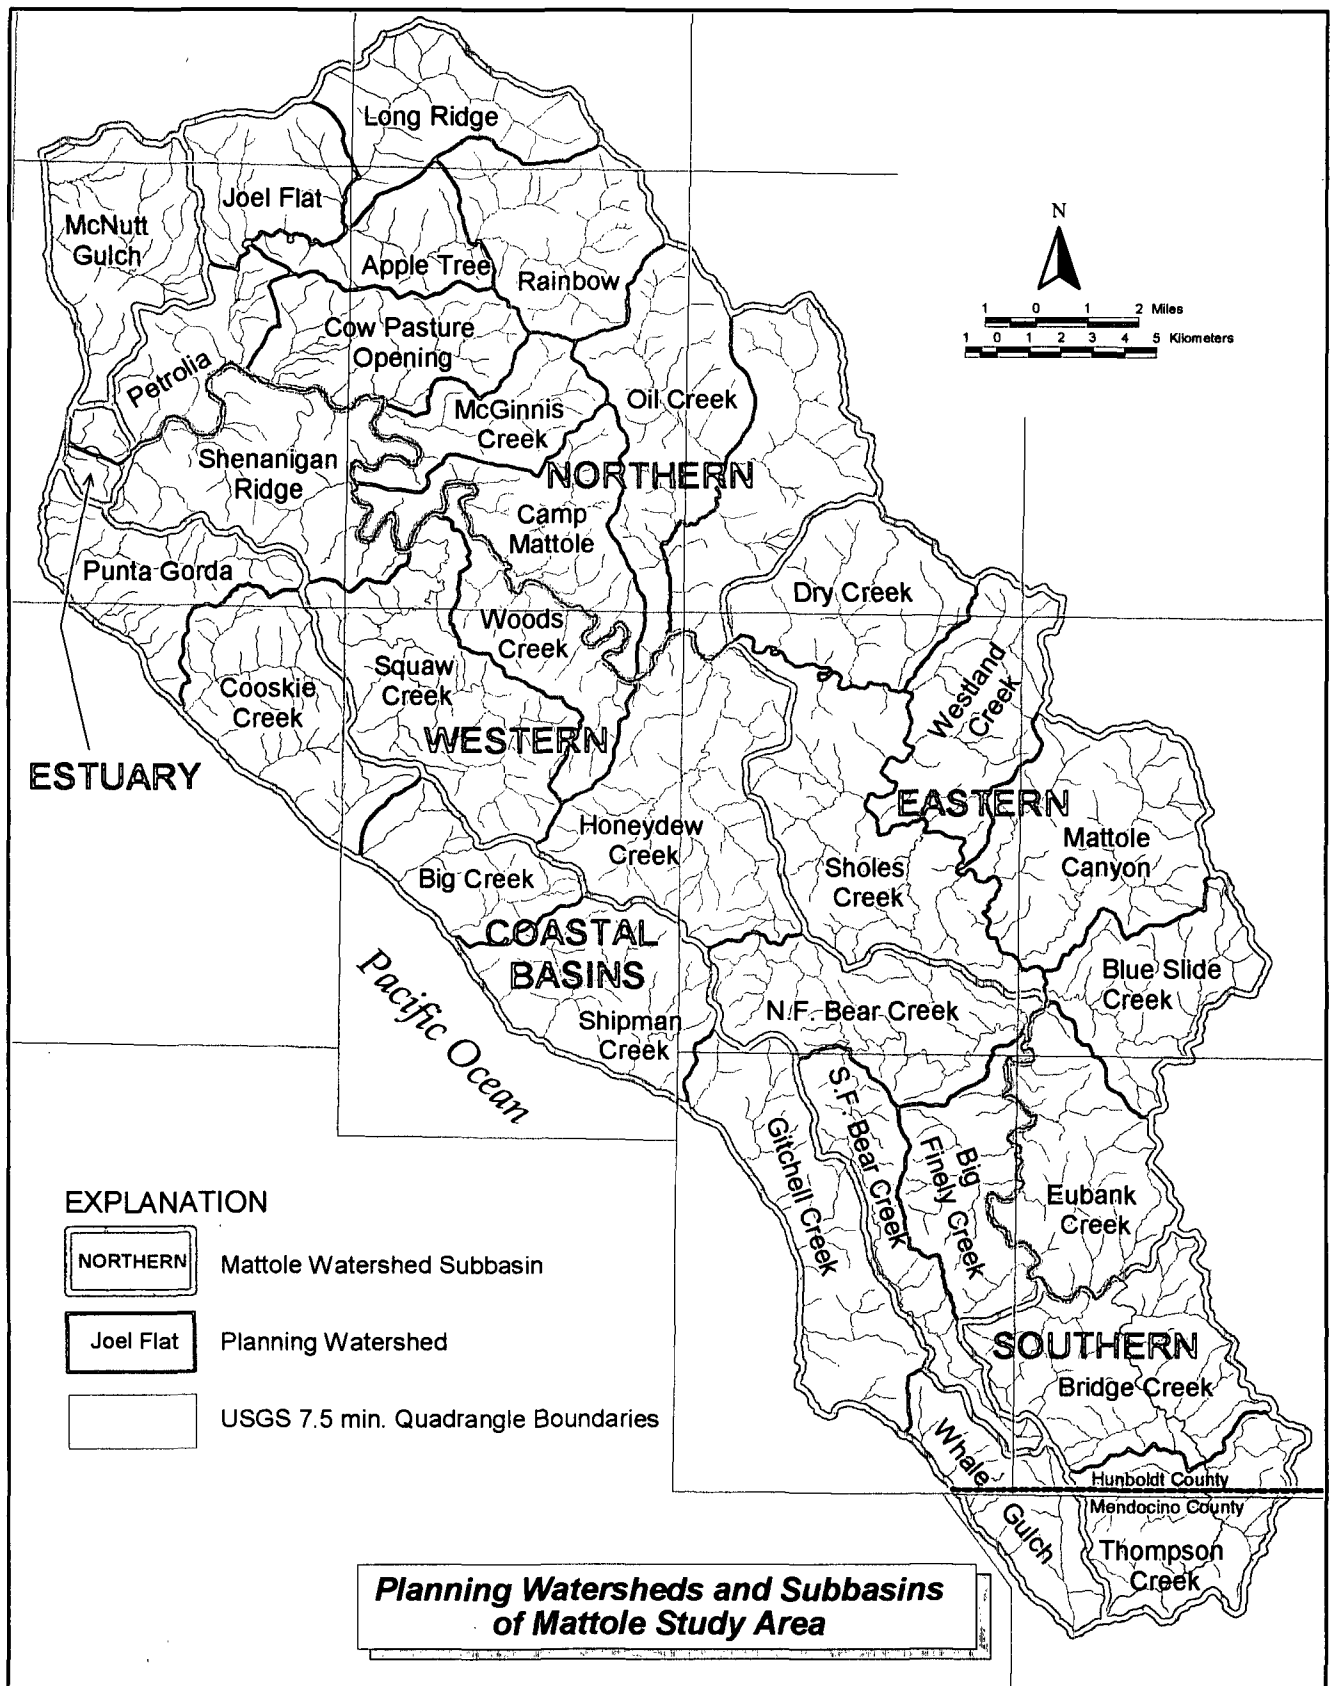 Long Ridge
Joel Flat
McNutt
Gulch
Apple Tree
Rainbow
N
1 0 1 2 Miles
1 0 1 2 3 4 5 Kilometers
Cow Pasture
Opening
Petrolia
Oil Creek
McGinnis
Creek
Shenanigan
Ridge
NORTHERN
Camp
Mattole
Punta Gorda
Dry Creek
Woods
Creek
Squaw
Creek
Westland
Creek
Cooskie
Creek
WESTERN
ESTUARY
EASTERN
Honeydew
Creek
Mattole
Canyon
Sholes
Creek
Big Creek
COASTAL
BASINS
Pacific Ocean
Blue Slide
Creek
N.F. Bear Creek
Shipman
Creek
S.F. Bear Creek
Gitchell Creek
Big
Finely Creek
Eubank
Creek
EXPLANATION
NORTHERN
Mattole Watershed Subbasin
Joel Flat
Planning Watershed
USGS 7.5 min. Quadrangle Boundaries
SOUTHERN
Bridge Creek
Whale
Gulch
Hunboldt County
Mendocino County
Thompson
Creek
Planning Watersheds and Subbasins
of Mattole Study Area